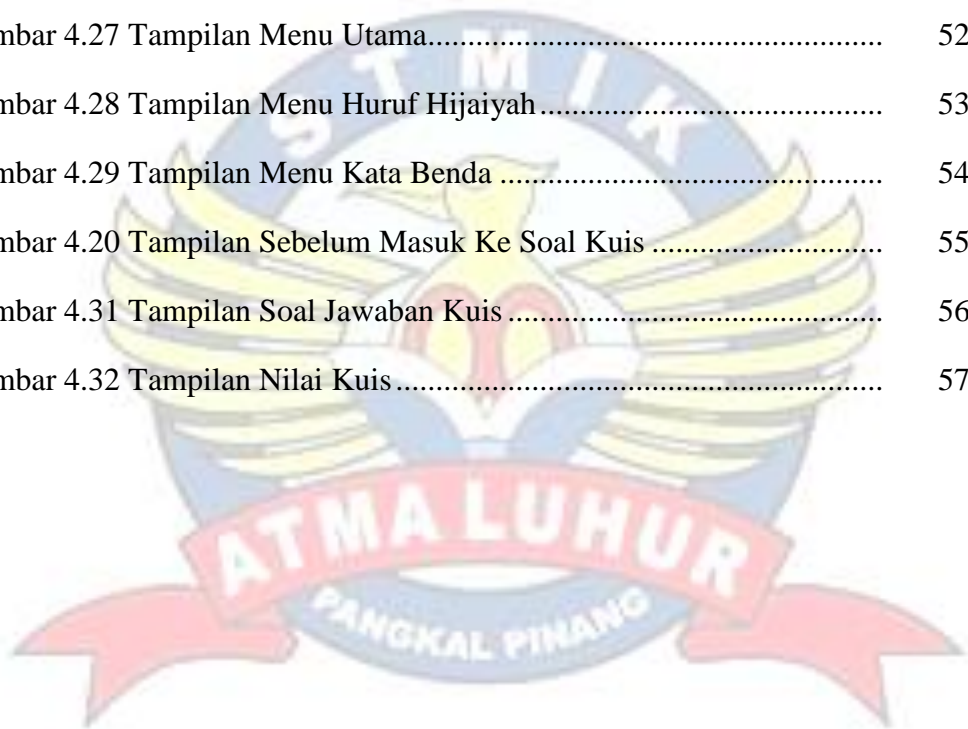 mbar 4.27 Tampilan Menu Utama.................................................... 52
mbar 4.28 Tampilan Menu Huruf Hijaiyah....................................... 53
mbar 4.29 Tampilan Menu Kata Benda ............................................ 54
mbar 4.20 Tampilan Sebelum Masuk Ke Soal Kuis .......................... 55
mbar 4.31 Tampilan Soal Jawaban Kuis........................................... 56
mbar 4.32 Tampilan Nilai Kuis........................................................ 57
STMIK
ATMA LUHUR
PANGKAL PINANG